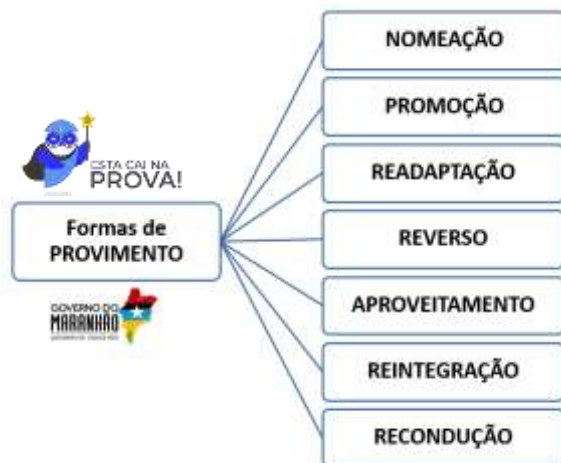 NOMEAÇÃO
PROMOÇÃO
ESTA CAI NA
PROVA!
READAPTAÇÃO
Formas de
PROVIMENTO
REVERSO
APROVEITAMENTO
GOVERNO DO
MARANHÃO
REINTEGRAÇÃO
RECONDUÇÃO